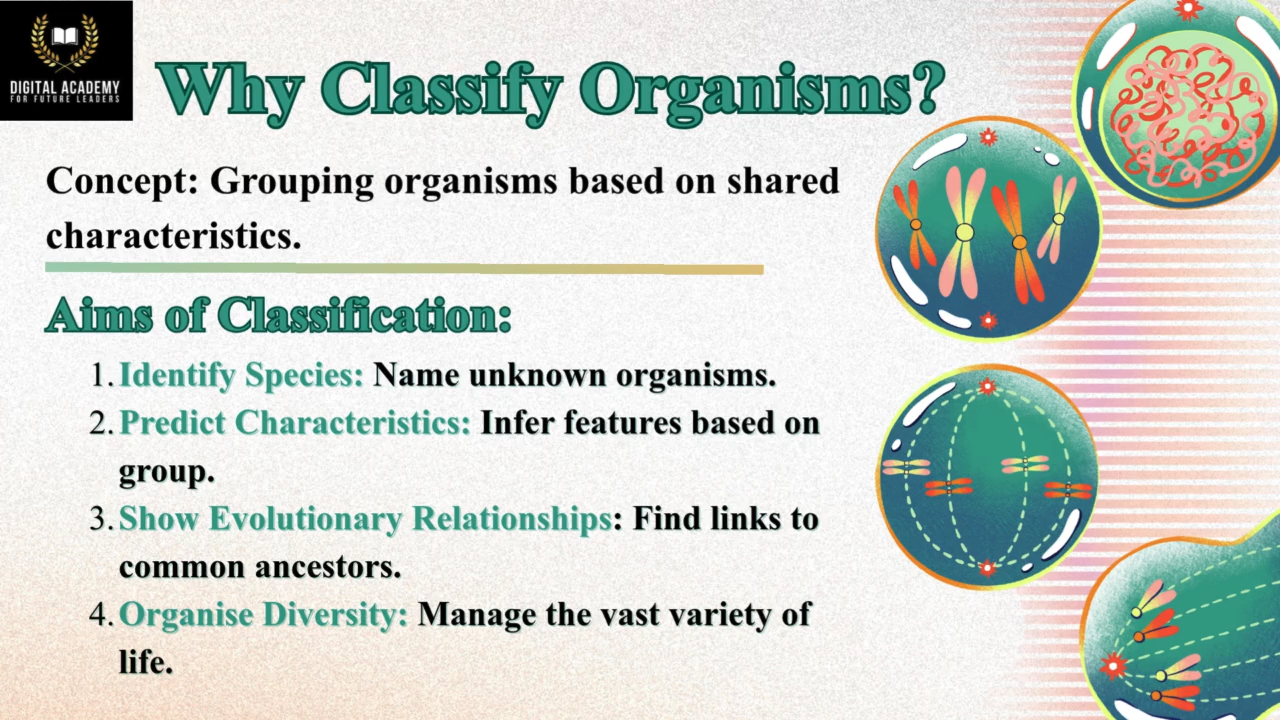 DIGITAL ACADEMY
FOR FUTURE LEADERS
Why Classify Organisms?
Concept: Grouping organisms based on shared
characteristics.
Aims of Classification:
1. Identify Species: Name unknown organisms.
2. Predict Characteristics: Infer features based on
group.
3. Show Evolutionary Relationships: Find links to
common ancestors.
4. Organise Diversity: Manage the vast variety of
life.